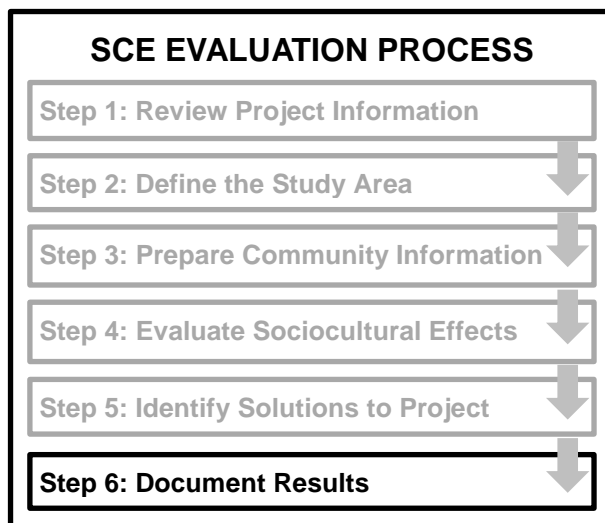 SCE EVALUATION PROCESS
Step 1: Review Project Information
Step 2: Define the Study Area
Step 3: Prepare Community Information
Step 4: Evaluate Sociocultural Effects
Step 5: Identify Solutions to Project
Step 6: Document Results